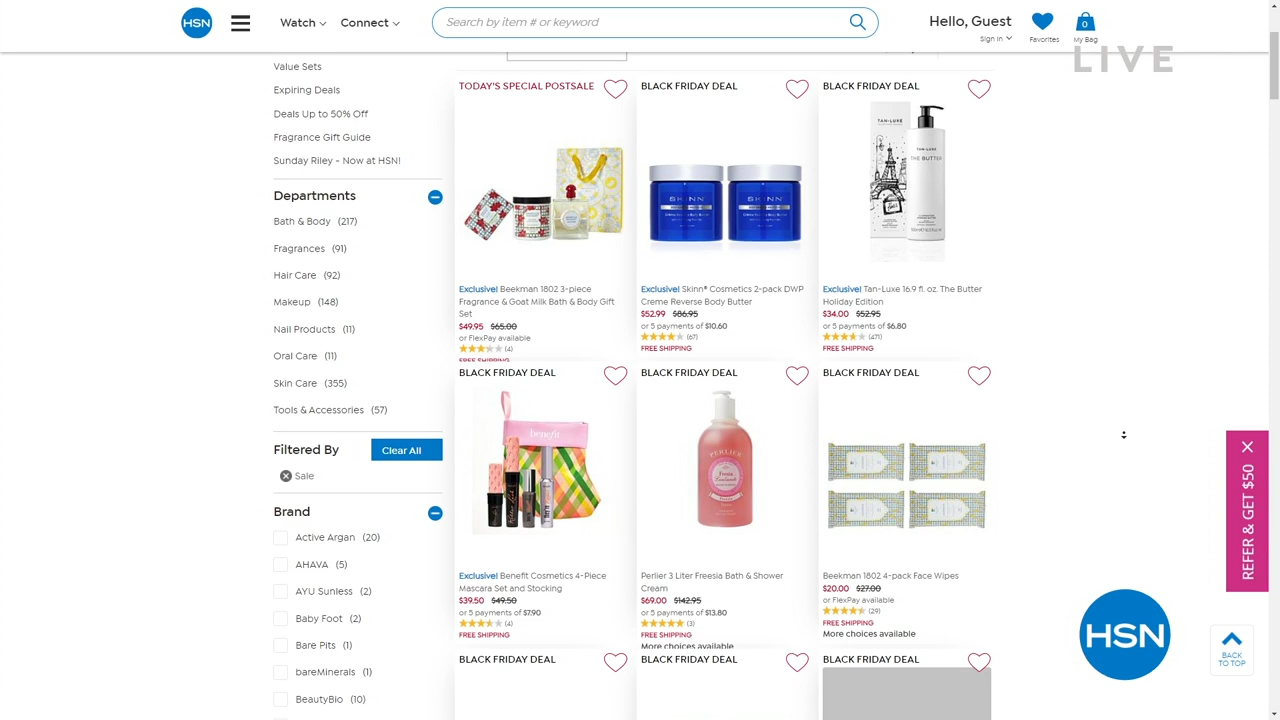 HSN
Watch
Connect
Search by item # or keyword
Hello, Guest
Sign In
Favorites
0
My Bag
LIVE
Value Sets
Expiring Deals
Deals Up to 50% Off
Fragrance Gift Guide
Sunday Riley - Now at HSN!
Departments
Bath & Body (217)
Fragrances (91)
Hair Care (92)
Makeup (148)
Nail Products (11)
Oral Care (11)
Skin Care (355)
Tools & Accessories (57)
Filtered By
Clear All
Sale
Brand
Active Argan (20)
AHAVA (5)
AYU Sunless (2)
Baby Foot (2)
Bare Pits (1)
bareMinerals (1)
BeautyBio (10)
TODAY'S SPECIAL POSTSALE
Exclusive! Beekman 1802 3-piece
Fragrance & Goat Milk Bath & Body Gift
Set
$49.95 $65.00
or FlexPay available
(4)
FREE SHIPPING
BLACK FRIDAY DEAL
SKINN
Exclusive! Skinn® Cosmetics 2-pack DWP
Creme Reverse Body Butter
$52.99 $86.95
or 5 payments of $10.60
(67)
FREE SHIPPING
BLACK FRIDAY DEAL
TAN-LUXE
TAN-LUXE
THE BUTTER
Exclusive! Tan-Luxe 16.9 fl. oz. The Butter
Holiday Edition
$34.00 $52.95
or 5 payments of $6.80
(471)
FREE SHIPPING
BLACK FRIDAY DEAL
benefit
Exclusive! Benefit Cosmetics 4-Piece
Mascara Set and Stocking
$39.50 $49.50
or 5 payments of $7.90
(4)
FREE SHIPPING
BLACK FRIDAY DEAL
PERLIER
Perlier 3 Liter Freesia Bath & Shower
Cream
$69.00 $142.95
or 5 payments of $13.80
(3)
FREE SHIPPING
More choices available
BLACK FRIDAY DEAL
Beekman 1802 4-pack Face Wipes
$20.00 $27.00
or FlexPay available
(29)
FREE SHIPPING
More choices available
BLACK FRIDAY DEAL
BLACK FRIDAY DEAL
BLACK FRIDAY DEAL
REFER & GET $50
HSN
BACK
TO TOP